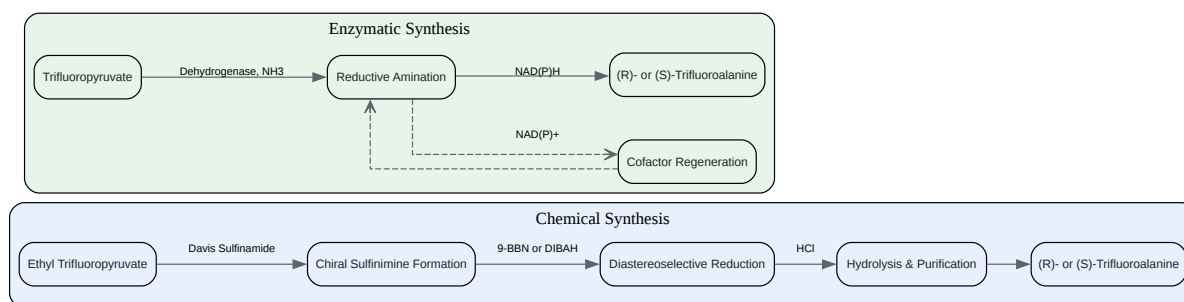 Enzymatic Synthesis
Trifluoropyruvate
Dehydrogenase, NH3
Reductive Amination
NAD(P)H
(R)- or (S)-Trifluoroalanine
NAD(P)+
Cofactor Regeneration
Chemical Synthesis
Ethyl Trifluoropyruvate
Davis Sulfinamide
Chiral Sulfinimine Formation
9-BBN or DIBAH
Diastereoselective Reduction
HCl
Hydrolysis & Purification
(R)- or (S)-Trifluoroalanine